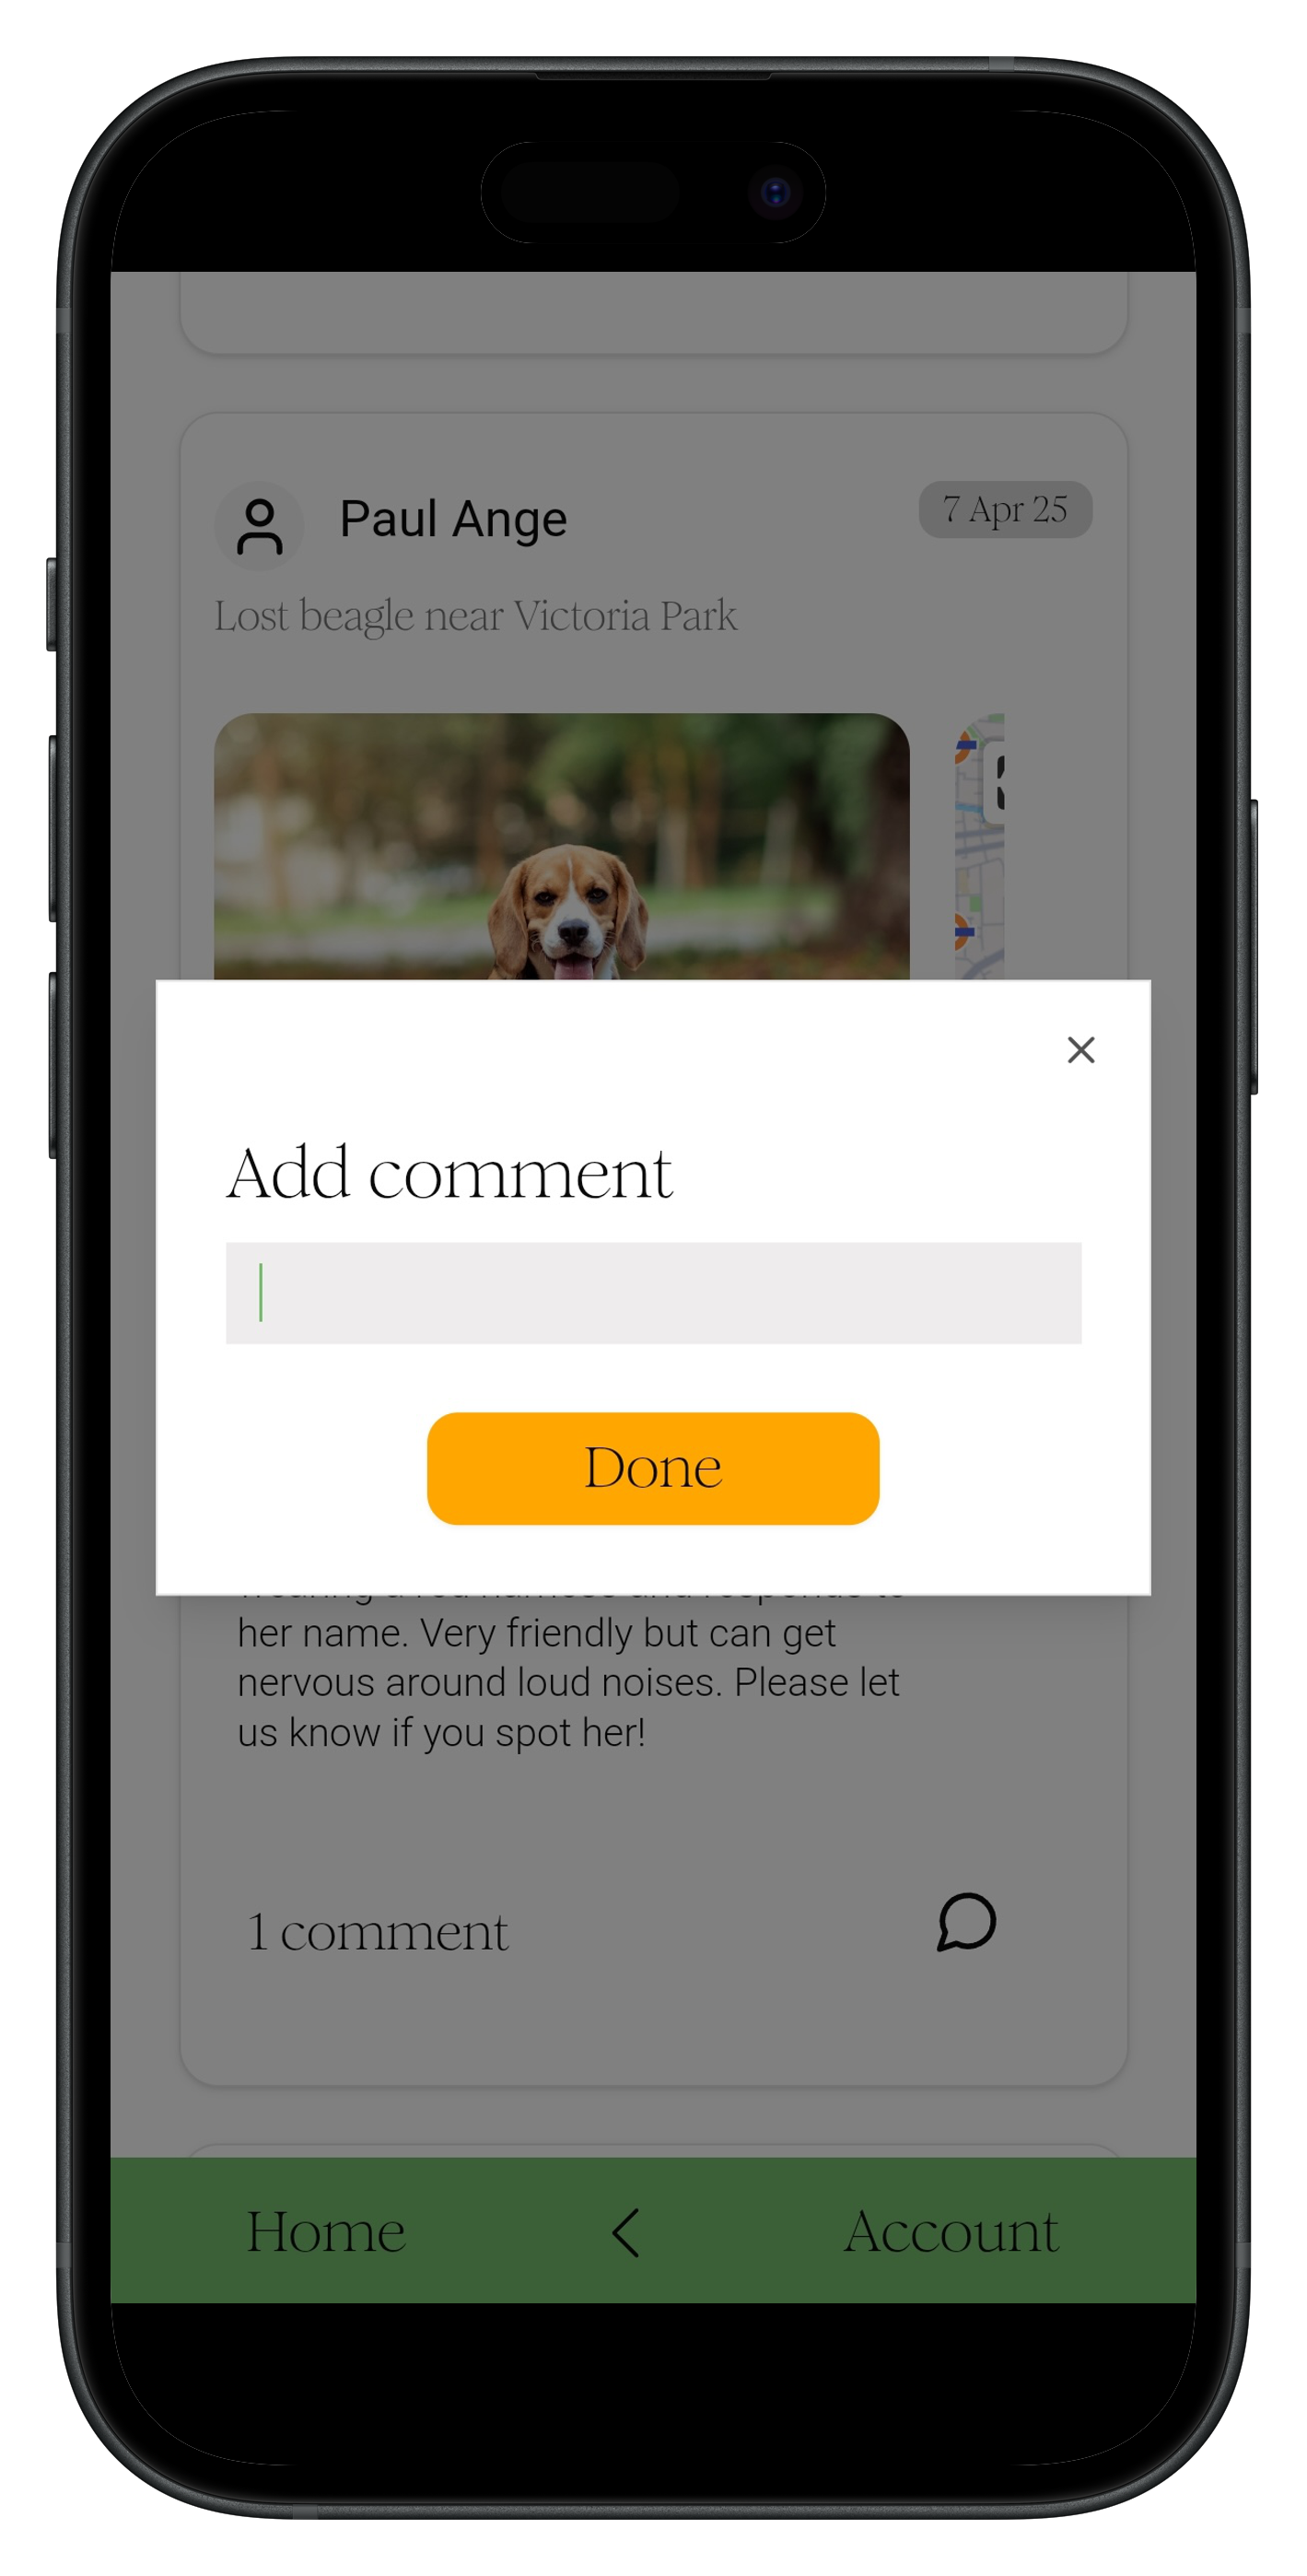 Paul Ange
7 Apr 25
Lost beagle near Victoria Park
Add comment
Done
her name. Very friendly but can get
nervous around loud noises. Please let
us know if you spot her!
1 comment
Home
Account